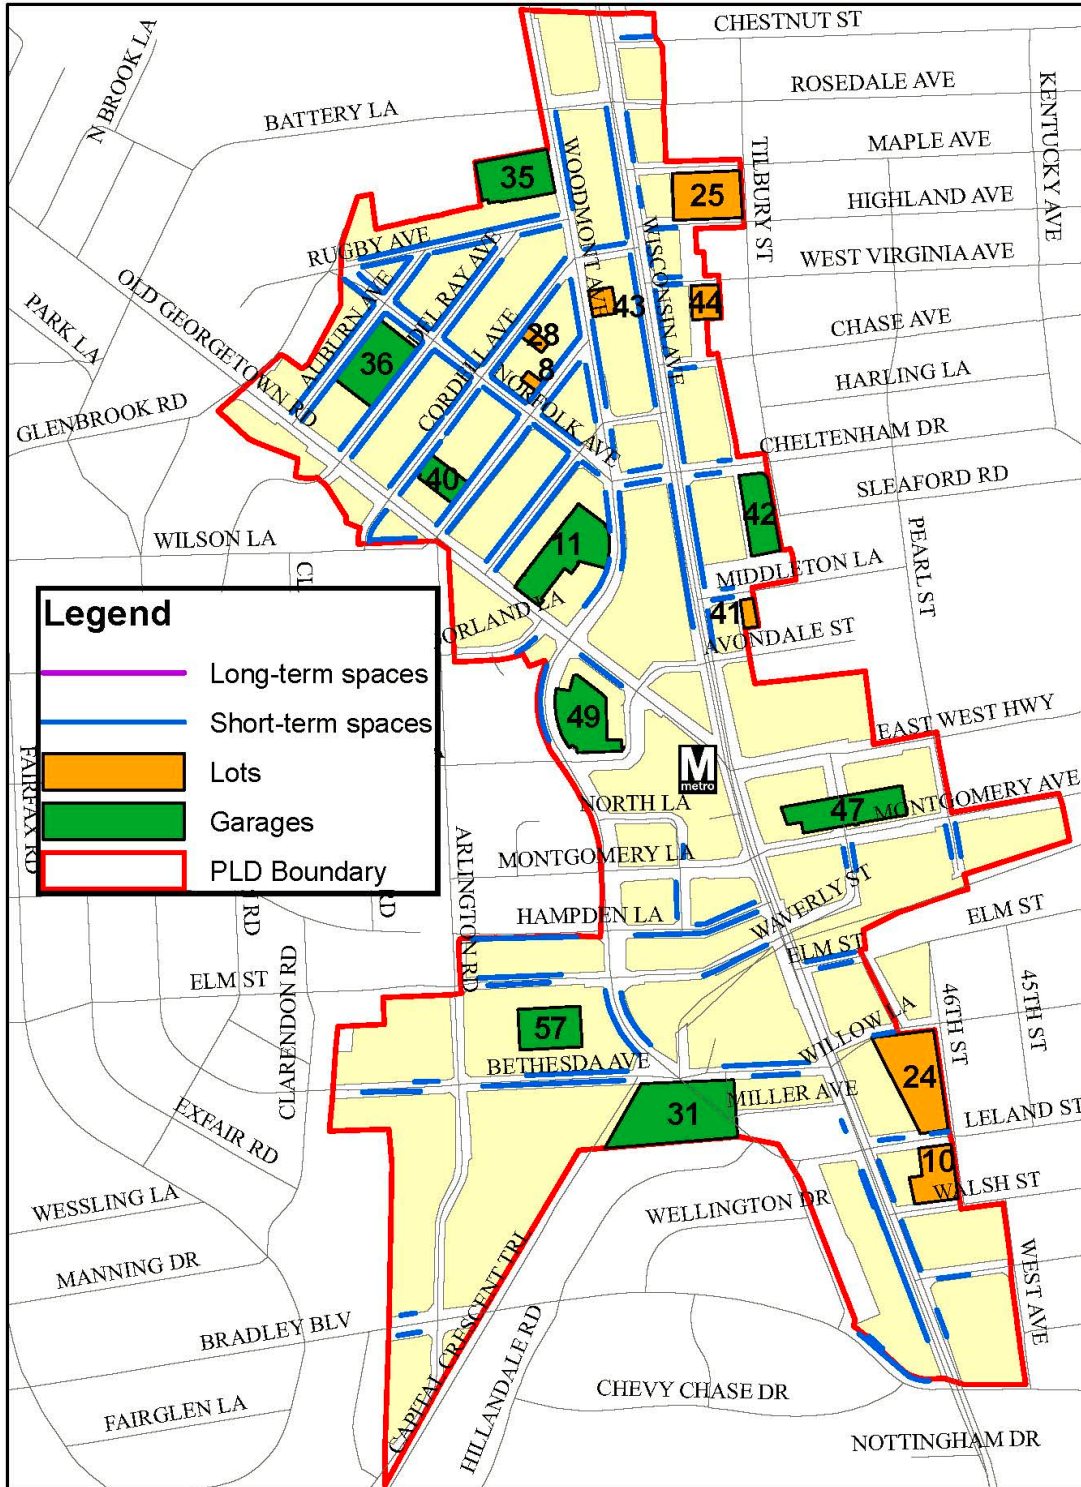 CHESTNUT ST
ROSEDALE AVE
N BROOK LA
BATTERY LA
KENTUCKY AVE
MAPLE AVE
WOODMONT AVE
TILBURY ST
35
25
HIGHLAND AVE
RUGBY AVE
WISCONSIN AVE
WEST VIRGINIA AVE
OLD GEORGETOWN RD
DEL RAY AVE
AUBURN AVE
PARK LA
43
44
CHASE AVE
28
36
CORDELL AVE
8
NORFOLK AVE
HARLING LA
GLENBROOK RD
CHELTENHAM DR
40
SLEAFORD RD
42
11
WILSON LA
PEARL ST
MIDDLETON LA
Legend
41
AVONDALE ST
Long-term spaces
Short-term spaces
49
EAST WEST HWY
Lots
M
metro
FAIRFAX RD
NORTH LA
47
MONTGOMERY AVE
Garages
ARLINGTON RD
MONTGOMERY LA
PLD Boundary
WAVERLY ST
RD
RD
HAMPDEN LA
ELM ST
ELM ST
ELM ST
CLARENDON RD
46TH ST
45TH ST
57
WILLOW LA
BETHESDA AVE
24
31
MILLER AVE
EXFAIR RD
LELAND ST
10
WESSLING LA
WALSH ST
WELLINGTON DR
MANNING DR
CAPITAL CRESCENT TRL
WEST AVE
HILLANDALE RD
BRADLEY BLV
CHEVY CHASE DR
FAIRGLEN LA
NOTTINGHAM DR